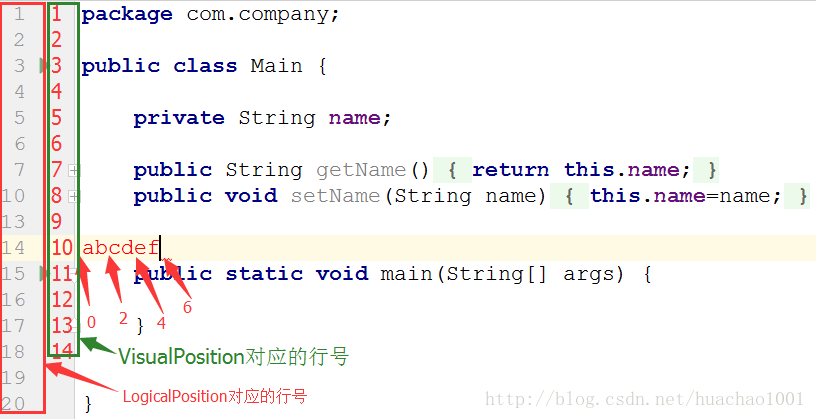 1 1 package com.company;
2 2
3 3 public class Main {
4 4
5 5 private String name;
6 6
7 7 public String getName() { return this.name; }
10 8 public void setName(String name) { this.name=name; }
13 9
14 10 abcdef
15 11 public static void main(String[] args) {
16 12 0 2 4 6
17 13 }
18 14 VisualPosition对应的行号
19 LogicalPosition对应的行号
20 } http://blog.csdn.net/huachao1001